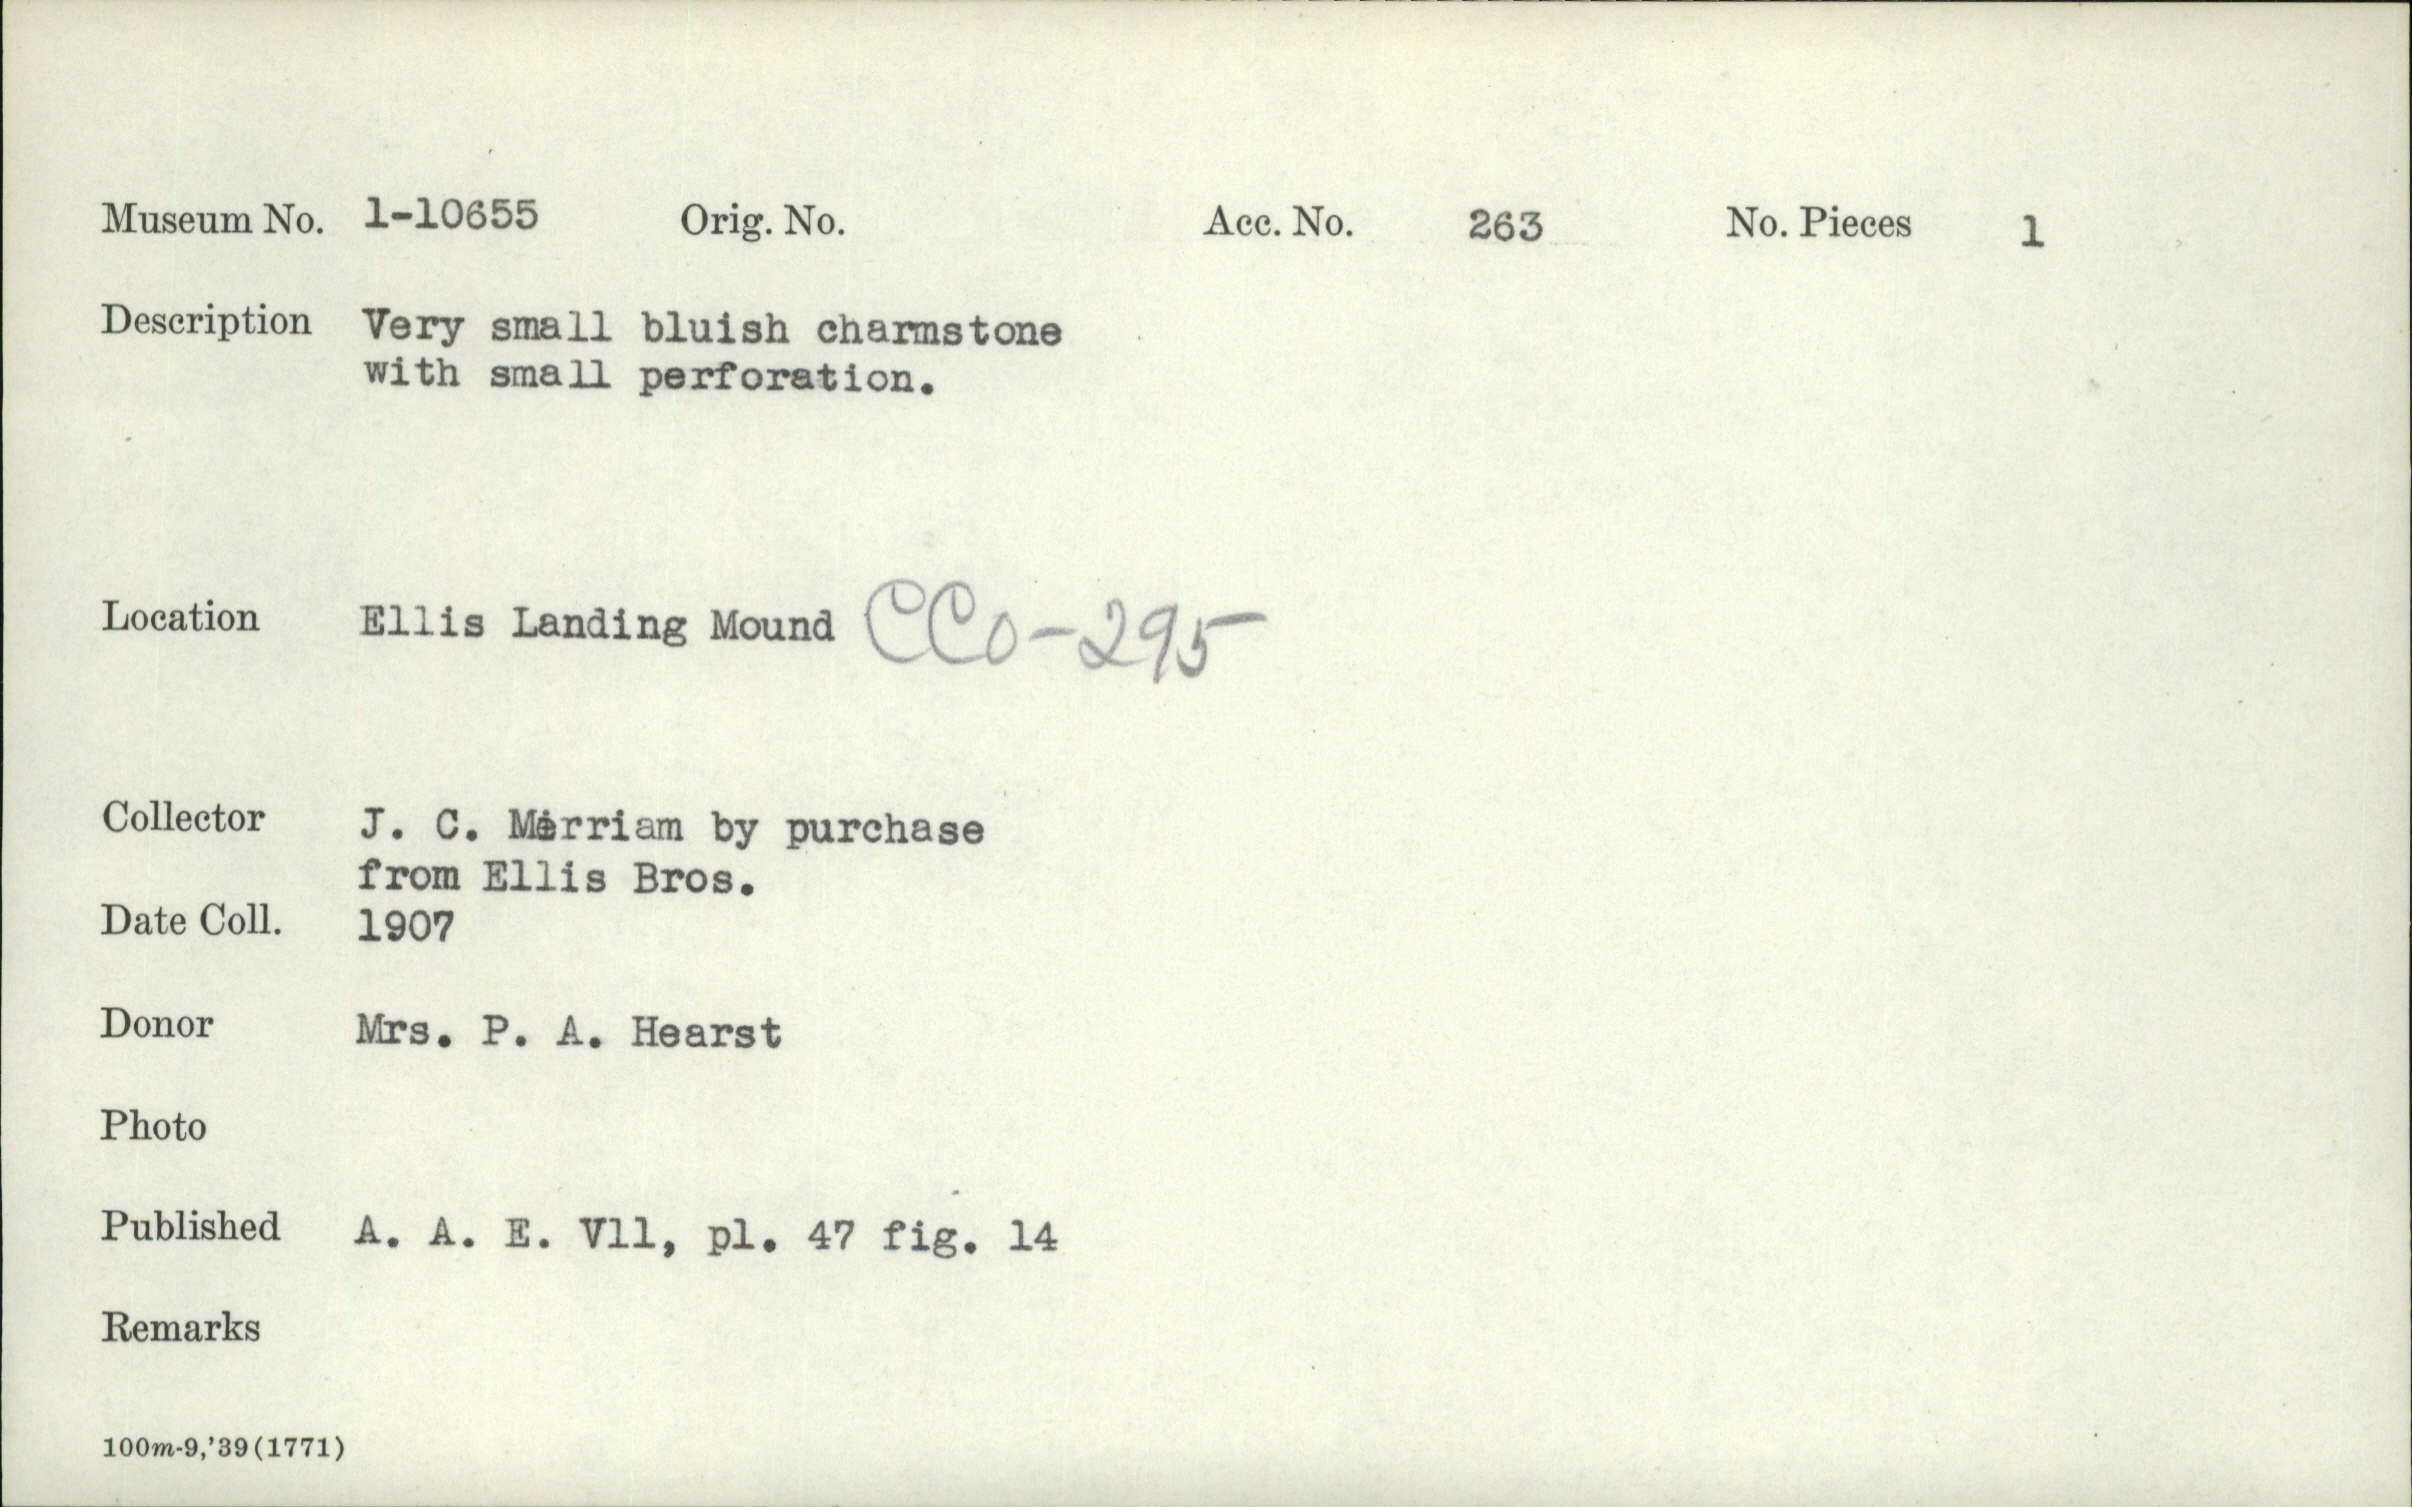 Museum No. 1-10655 Orig. No. Acc. No. 263 No. Pieces 1
Description Very small bluish charmstone
with small perforation.
Location Ellis Landing Mound CCo-295
Collector J. C. Merriam by purchase
from Ellis Bros.
Date Coll. 1907
Donor Mrs. P. A. Hearst
Photo
Published A. A. E. Vll, pl. 47 fig. 14
Remarks
100m-9,'39(1771)